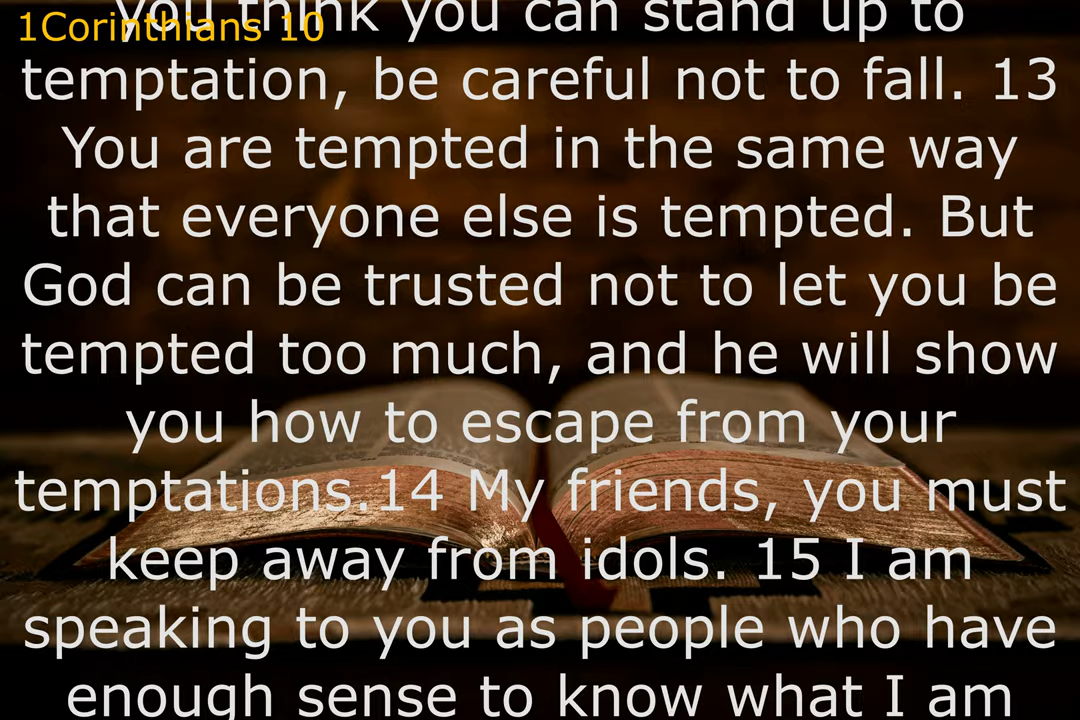 1Corinthians 10
you think you can stand up to
temptation, be careful not to fall. 13
You are tempted in the same way
that everyone else is tempted. But
God can be trusted not to let you be
tempted too much, and he will show
you how to escape from your
temptations.14 My friends, you must
keep away from idols. 15 I am
speaking to you as people who have
enough sense to know what I am